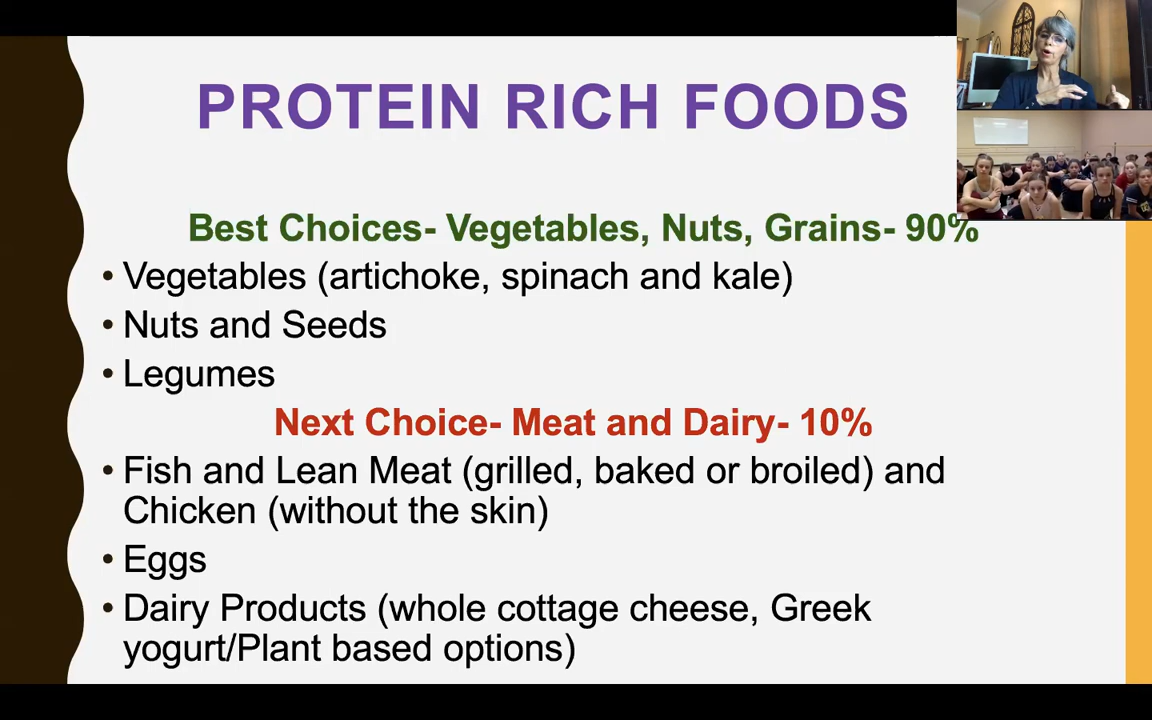 PROTEIN RICH FOODS
Best Choices- Vegetables, Nuts, Grains- 90%
• Vegetables (artichoke, spinach and kale)
• Nuts and Seeds
• Legumes
Next Choice- Meat and Dairy- 10%
• Fish and Lean Meat (grilled, baked or broiled) and
Chicken (without the skin)
• Eggs
• Dairy Products (whole cottage cheese, Greek
yogurt/Plant based options)